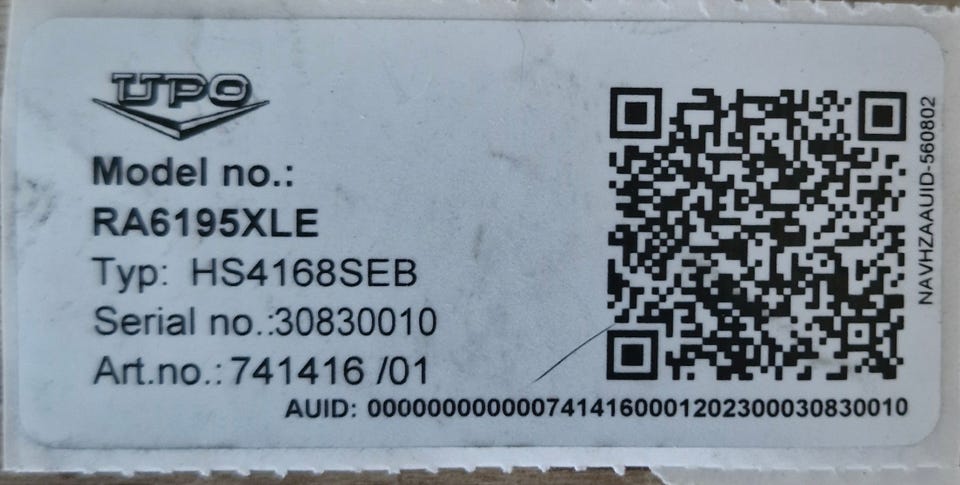 UPO
Model no.:
RA6195XLE
Typ: HS4168SEB
Serial no.:30830010
Art.no.: 741416 /01
AUID: 0000000000007414160001202300030830010
NAVHZAAUID-560802